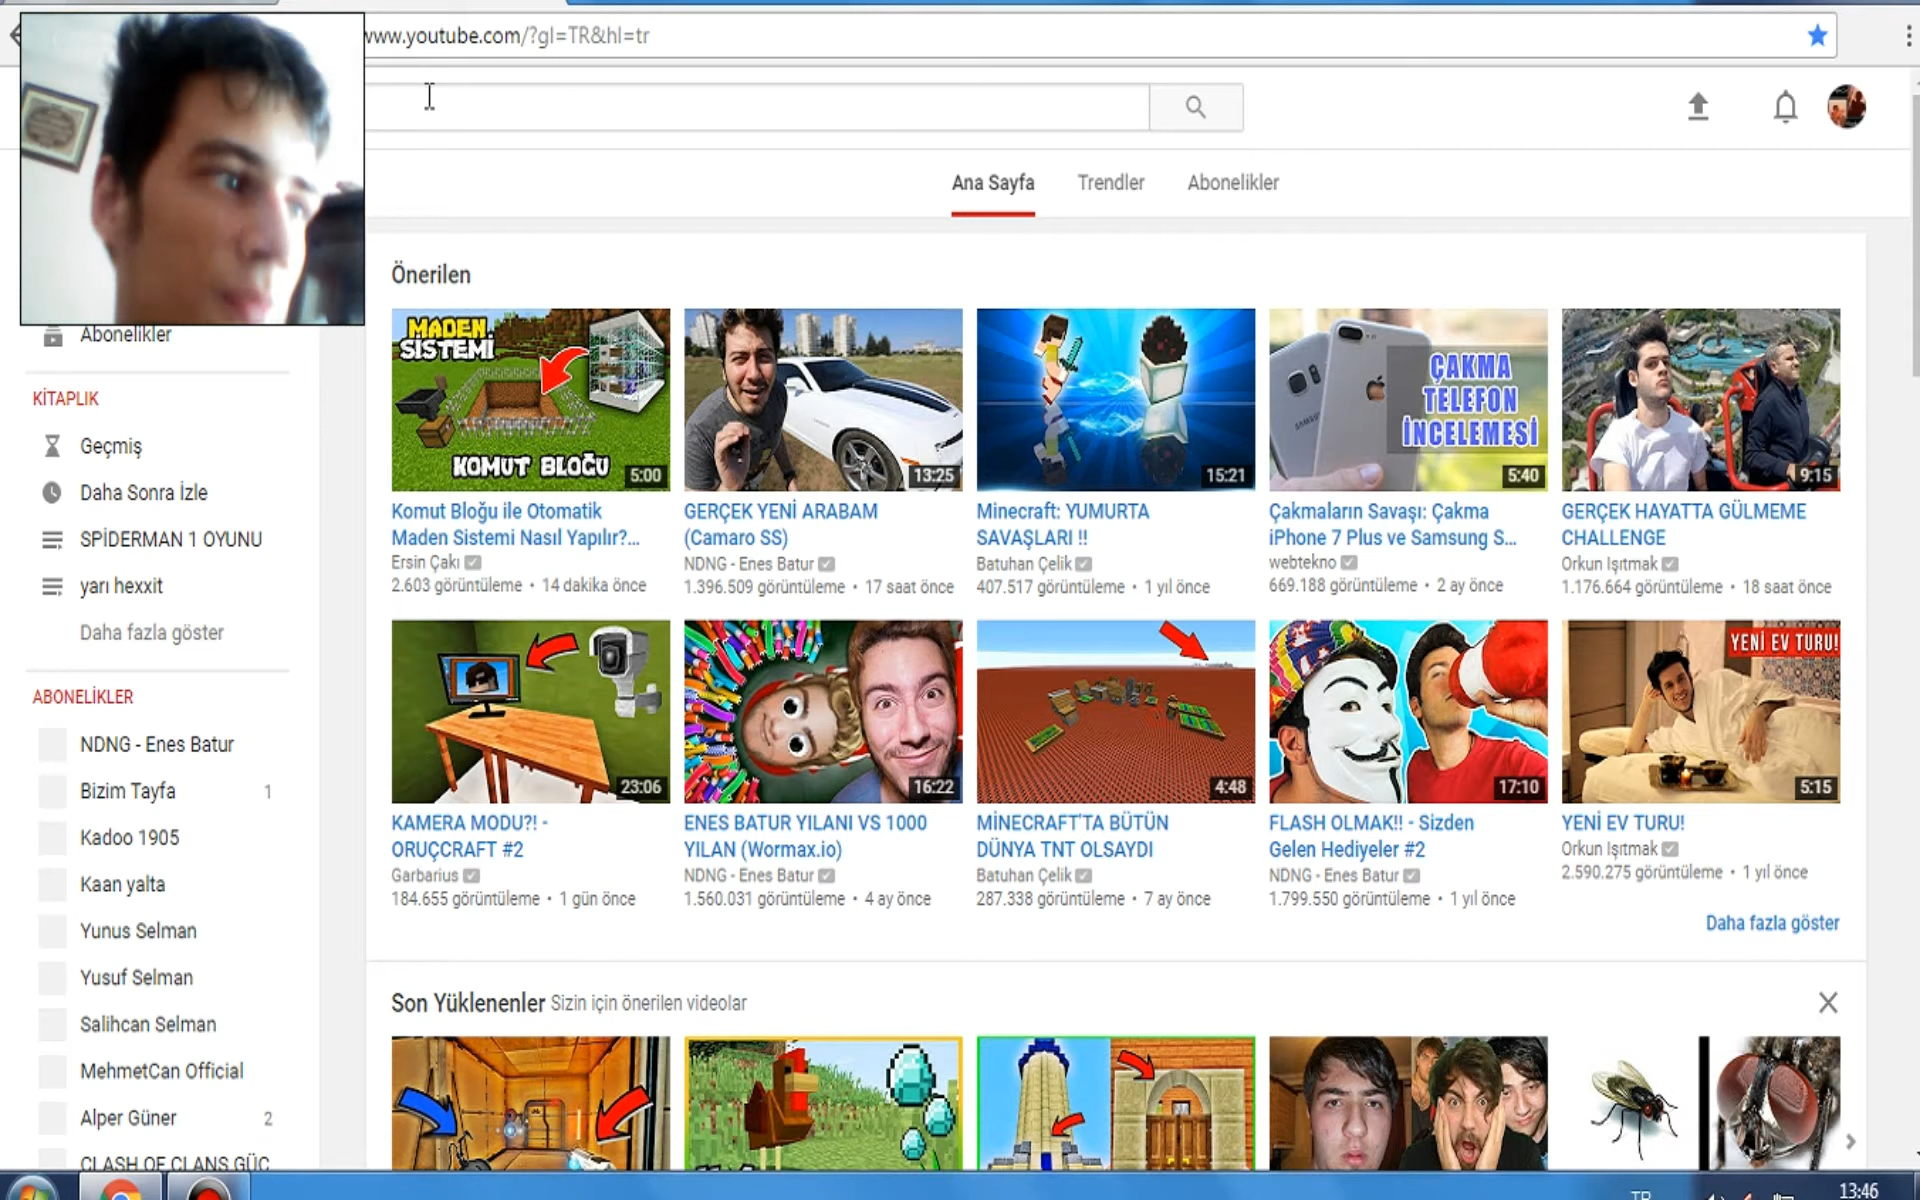 www.youtube.com/?gl=TR&hl=tr
Ana Sayfa
Trendler
Abonelikler
Abonelikler
KİTAPLIK
Geçmiş
Daha Sonra İzle
SPİDERMAN 1 OYUNU
yarı hexxit
Daha fazla göster
ABONELİKLER
NDNG - Enes Batur
Bizim Tayfa 1
Kadoo 1905
Kaan yalta
Yunus Selman
Yusuf Selman
Salihcan Selman
MehmetCan Official
Alper Güner 2
CLASH OF CLANS GÜÇ
Önerilen
MADEN
SİSTEMİ
KOMUT BLOĞU
5:00
Komut Bloğu ile Otomatik
Maden Sistemi Nasıl Yapılır?...
Ersin Çakı
2.603 görüntüleme • 14 dakika önce
13:25
GERÇEK YENİ ARABAM
(Camaro SS)
NDNG - Enes Batur
1.396.509 görüntüleme • 17 saat önce
15:21
Minecraft: YUMURTA
SAVAŞLARI !!
Batuhan Çelik
407.517 görüntüleme • 1 yıl önce
SAMSUNG
ÇAKMA
TELEFON
İNCELEMESİ
5:40
Çakmaların Savaşı: Çakma
iPhone 7 Plus ve Samsung S...
webtekno
669.188 görüntüleme • 2 ay önce
9:15
GERÇEK HAYATTA GÜLMEME
CHALLENGE
Orkun Işıtmak
1.176.664 görüntüleme • 18 saat önce
23:06
KAMERA MODU?! -
ORUÇCRAFT #2
Garbarius
184.655 görüntüleme • 1 gün önce
16:22
ENES BATUR YILANI VS 1000
YILAN (Wormax.io)
NDNG - Enes Batur
1.560.031 görüntüleme • 4 ay önce
4:48
MİNECRAFT'TA BÜTÜN
DÜNYA TNT OLSAYDI
Batuhan Çelik
287.338 görüntüleme • 7 ay önce
17:10
FLASH OLMAK!! - Sizden
Gelen Hediyeler #2
NDNG - Enes Batur
1.799.550 görüntüleme • 1 yıl önce
YENİ EV TURU!
5:15
YENİ EV TURU!
Orkun Işıtmak
2.590.275 görüntüleme • 1 yıl önce
Daha fazla göster
Son Yüklenenler Sizin için önerilen videolar
TR
13:46